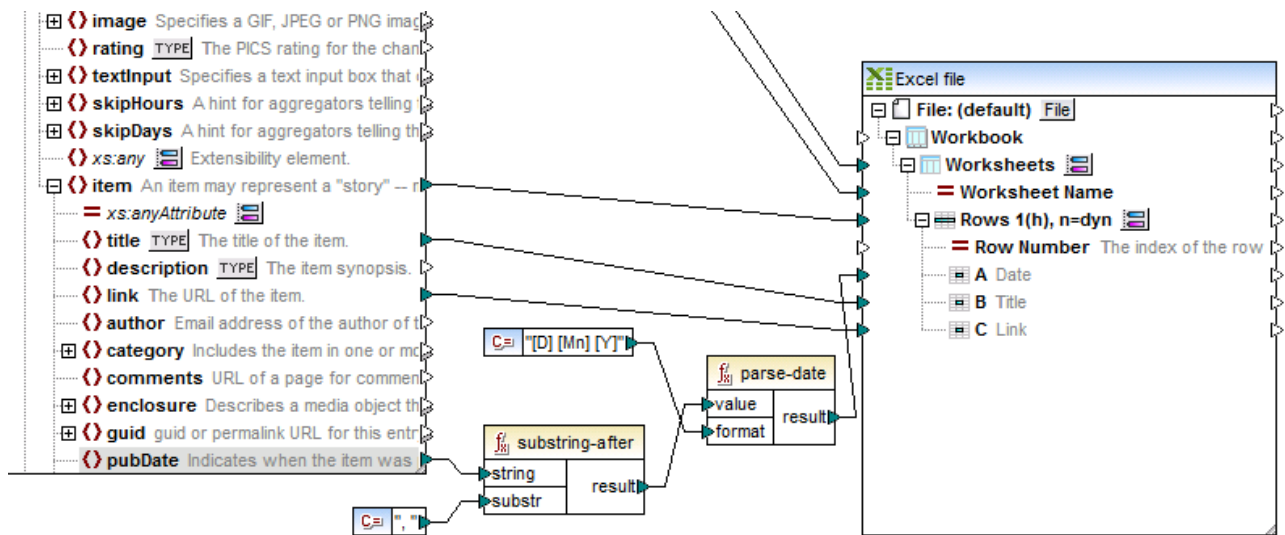 image Specifies a GIF, JPEG or PNG imag
rating TYPE The PICS rating for the chan
textInput Specifies a text input box that
skipHours A hint for aggregators telling
skipDays A hint for aggregators telling th
xs:any Extensibility element.
item An item may represent a "story" -- r
= xs:anyAttribute
title TYPE The title of the item.
description TYPE The item synopsis.
link The URL of the item.
author Email address of the author of t
category Includes the item in one or mo
comments URL of a page for commen
enclosure Describes a media object th
guid guid or permalink URL for this entr
pubDate Indicates when the item was
C= ", "
substring-after
string
substr
result
C= "[D] [Mn] [Y]"
parse-date
value
format
result
Excel file
File: (default) File
Workbook
Worksheets
= Worksheet Name
Rows 1(h), n=dyn
= Row Number The index of the row
A Date
B Title
C Link